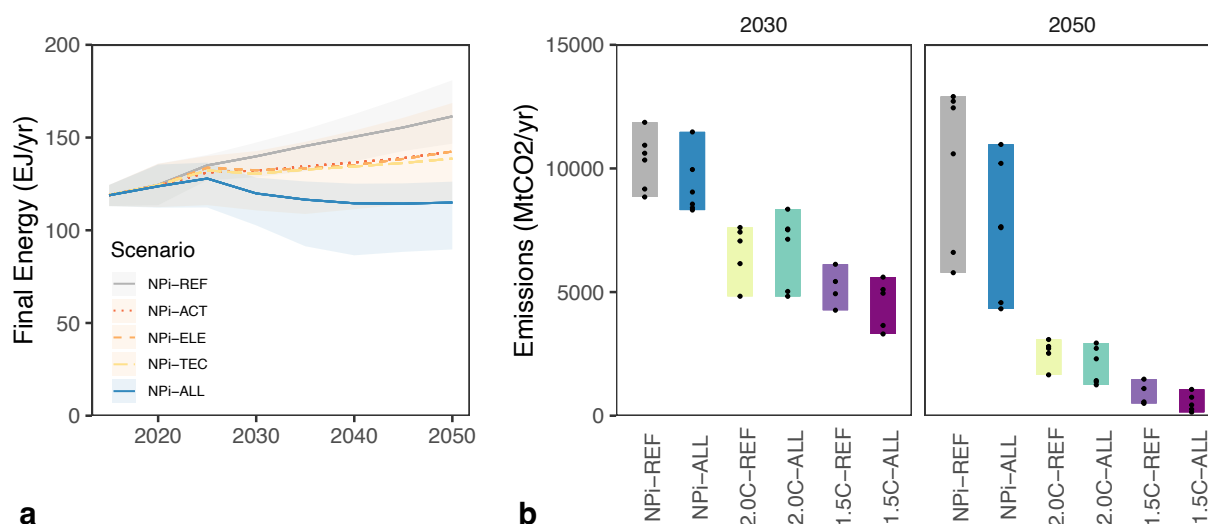 200
150
100
50
0
Final Energy (EJ/yr)
Scenario
NPi−REF
NPi−ACT
NPi−ELE
NPi−TEC
NPi−ALL
2020 2030 2040 2050
a
2030 2050
15000
10000
5000
0
Emissions (MtCO2/yr)
NPi−REF
NPi−ALL
2.0C−REF
2.0C−ALL
1.5C−REF
1.5C−ALL
NPi−REF
NPi−ALL
2.0C−REF
2.0C−ALL
1.5C−REF
1.5C−ALL
b